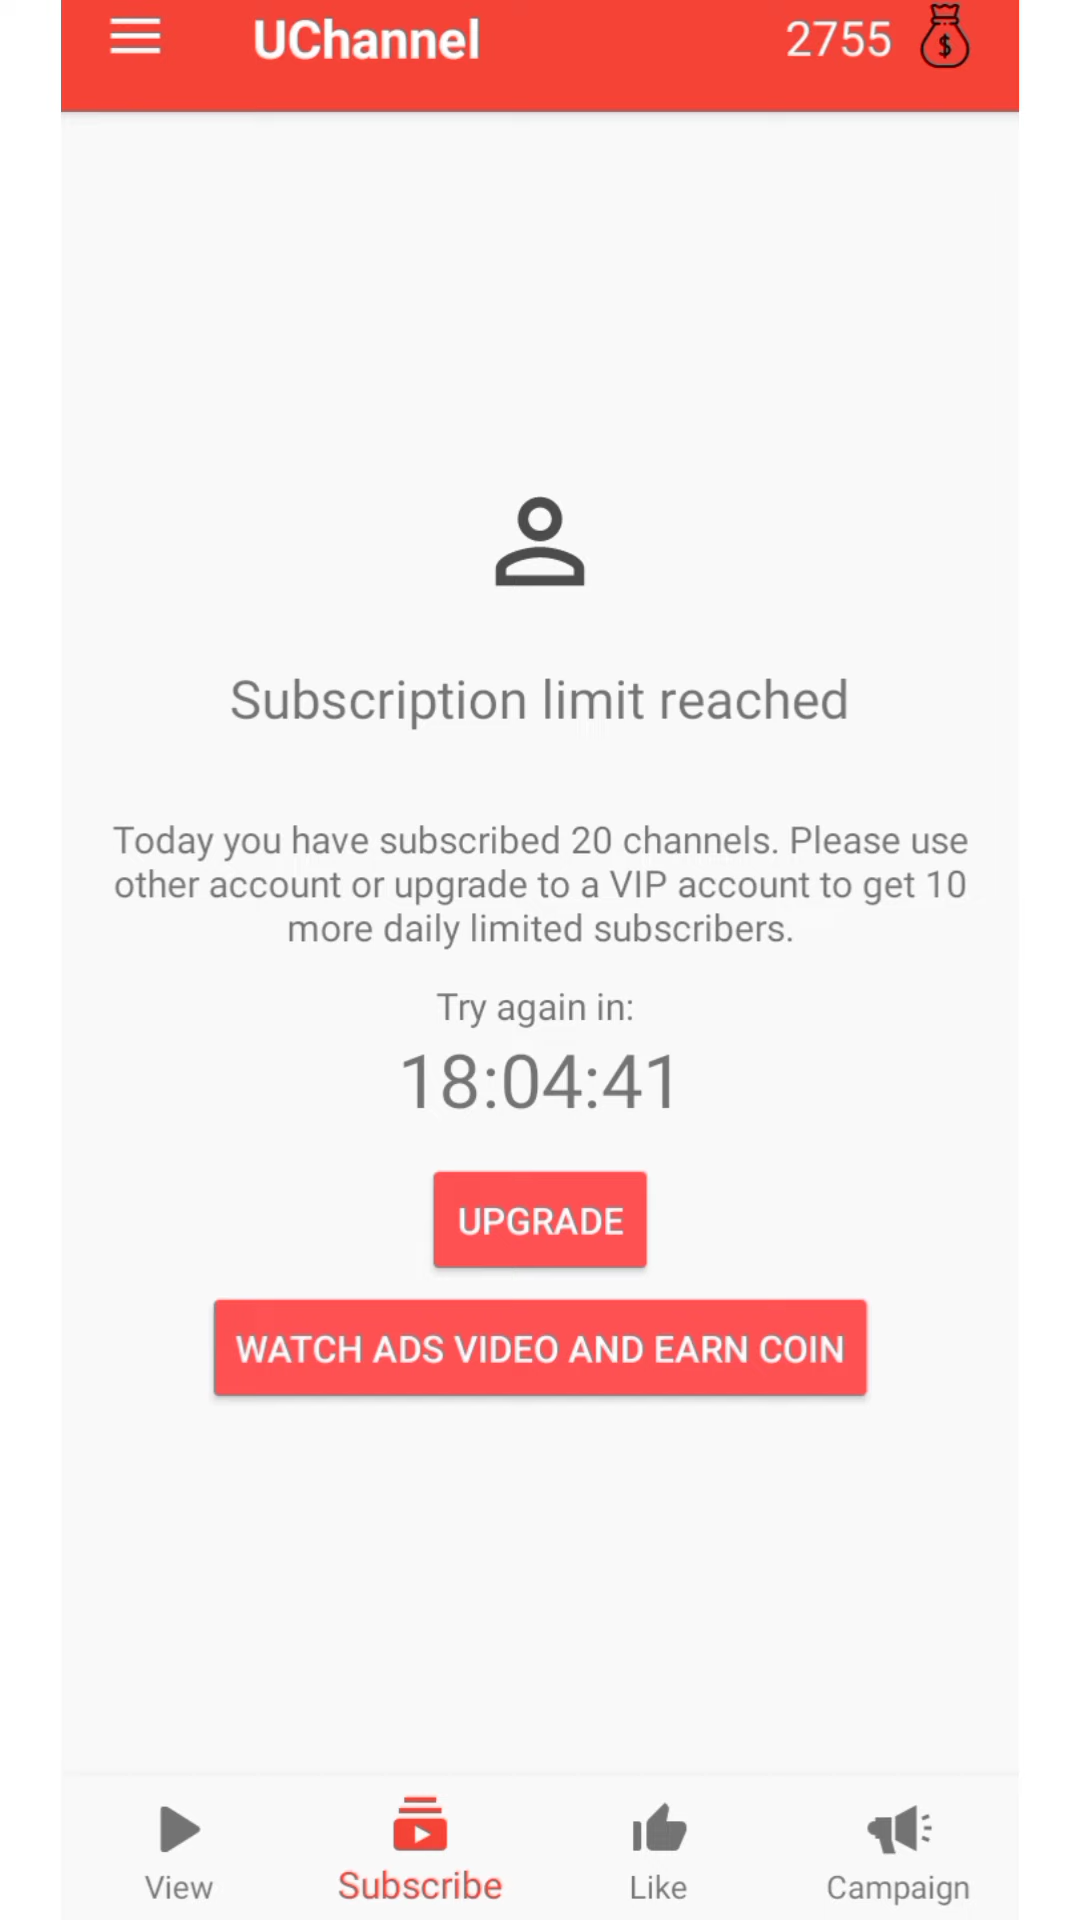 UChannel
2755
$
Subscription limit reached
Today you have subscribed 20 channels. Please use
other account or upgrade to a VIP account to get 10
more daily limited subscribers.
Try again in:
18:04:41
UPGRADE
WATCH ADS VIDEO AND EARN COIN
View
Subscribe
Like
Campaign